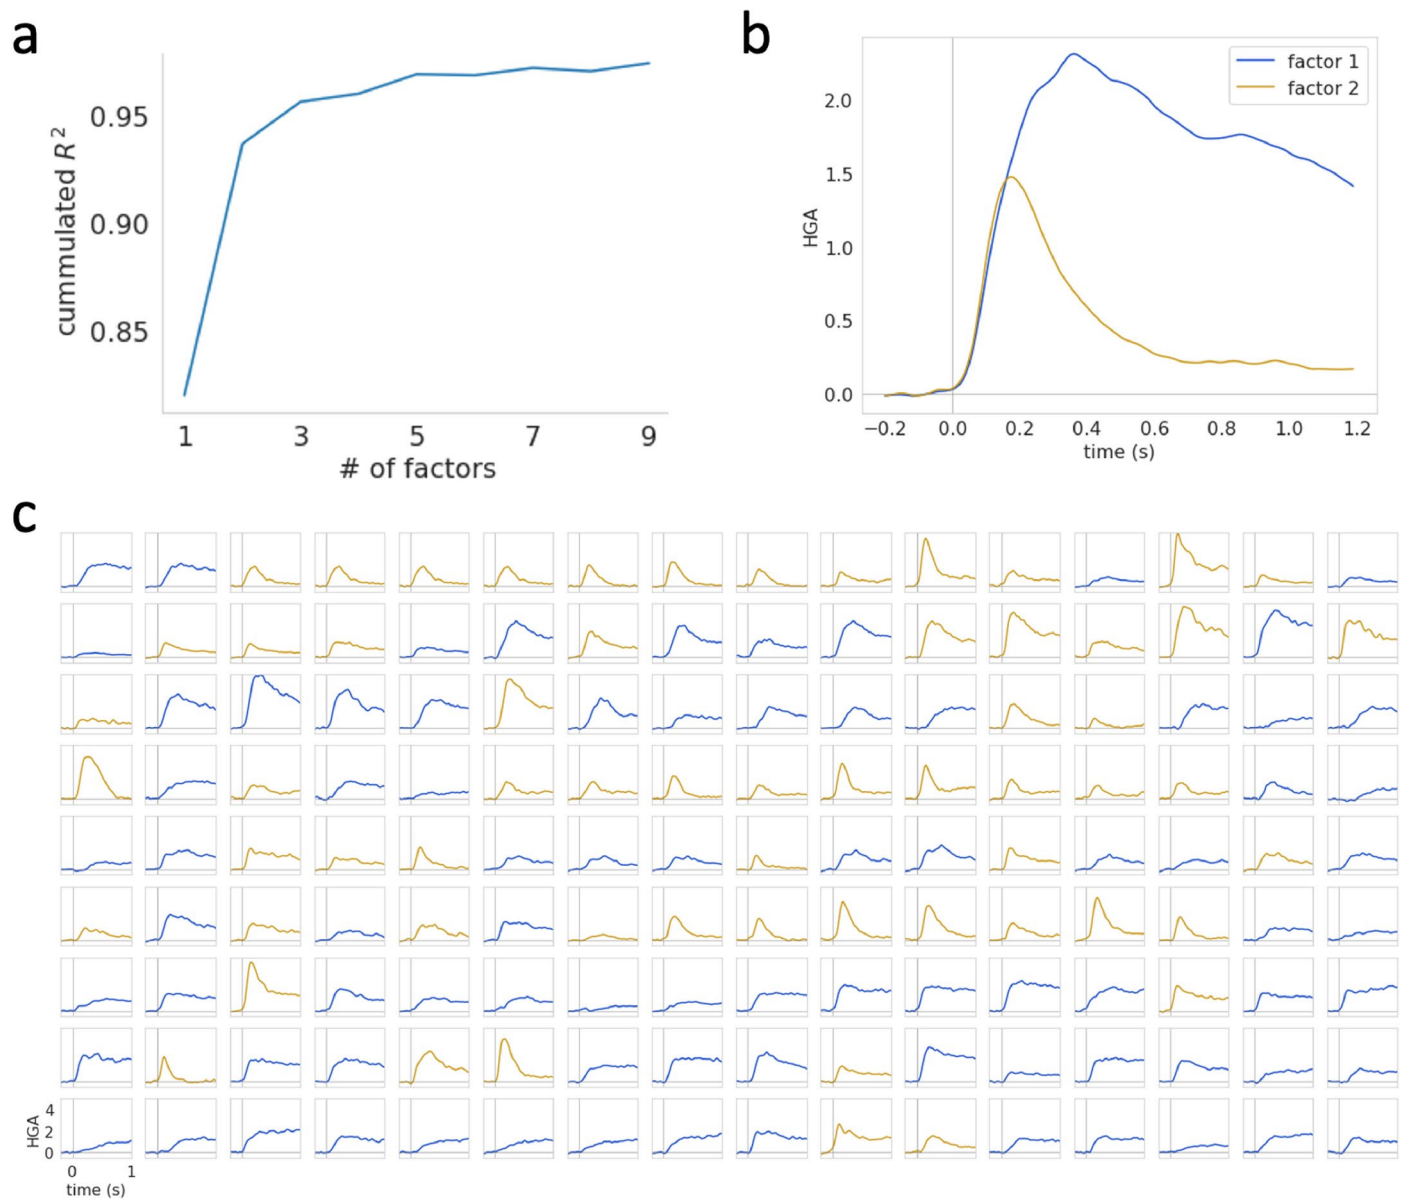 a
cummulated R²
0.95
0.90
0.85
1 3 5 7 9
# of factors
b
HGA
2.0
1.5
1.0
0.5
0.0
factor 1
factor 2
−0.2 0.0 0.2 0.4 0.6 0.8 1.0 1.2
time (s)
c
HGA
4
2
0
0 1
time (s)